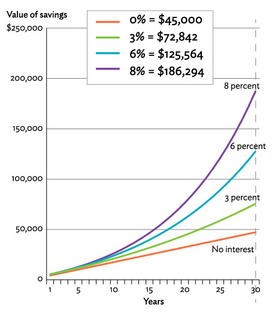 Value of savings
$250,000
0% = $45,000
3% = $72,842
6% = $125,564
8% = $186,294
200,000
8 percent
150,000
6 percent
100,000
3 percent
50,000
No interest
0
1 5 10 15 20 25 30
Years